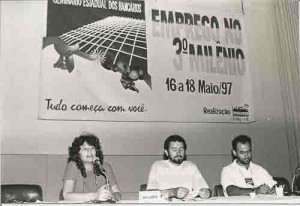 SEMINÁRIO ESTADUAL DOS BANCÁRIOS
EMPREGO NO
3º MILÊNIO
16 a 18 Maio/97
Tudo começa com você
Realização